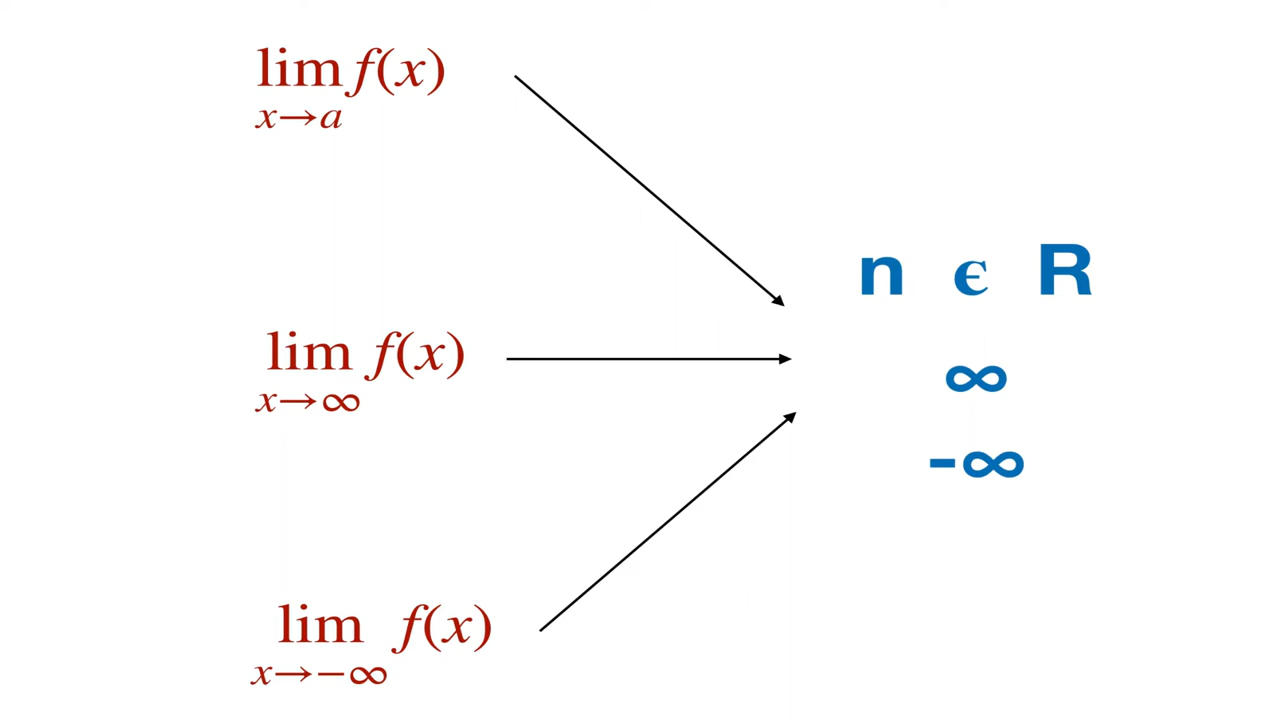 lim f(x)
x→a
n ϵ R
lim f(x)
x→∞
∞
-∞
lim f(x)
x→−∞